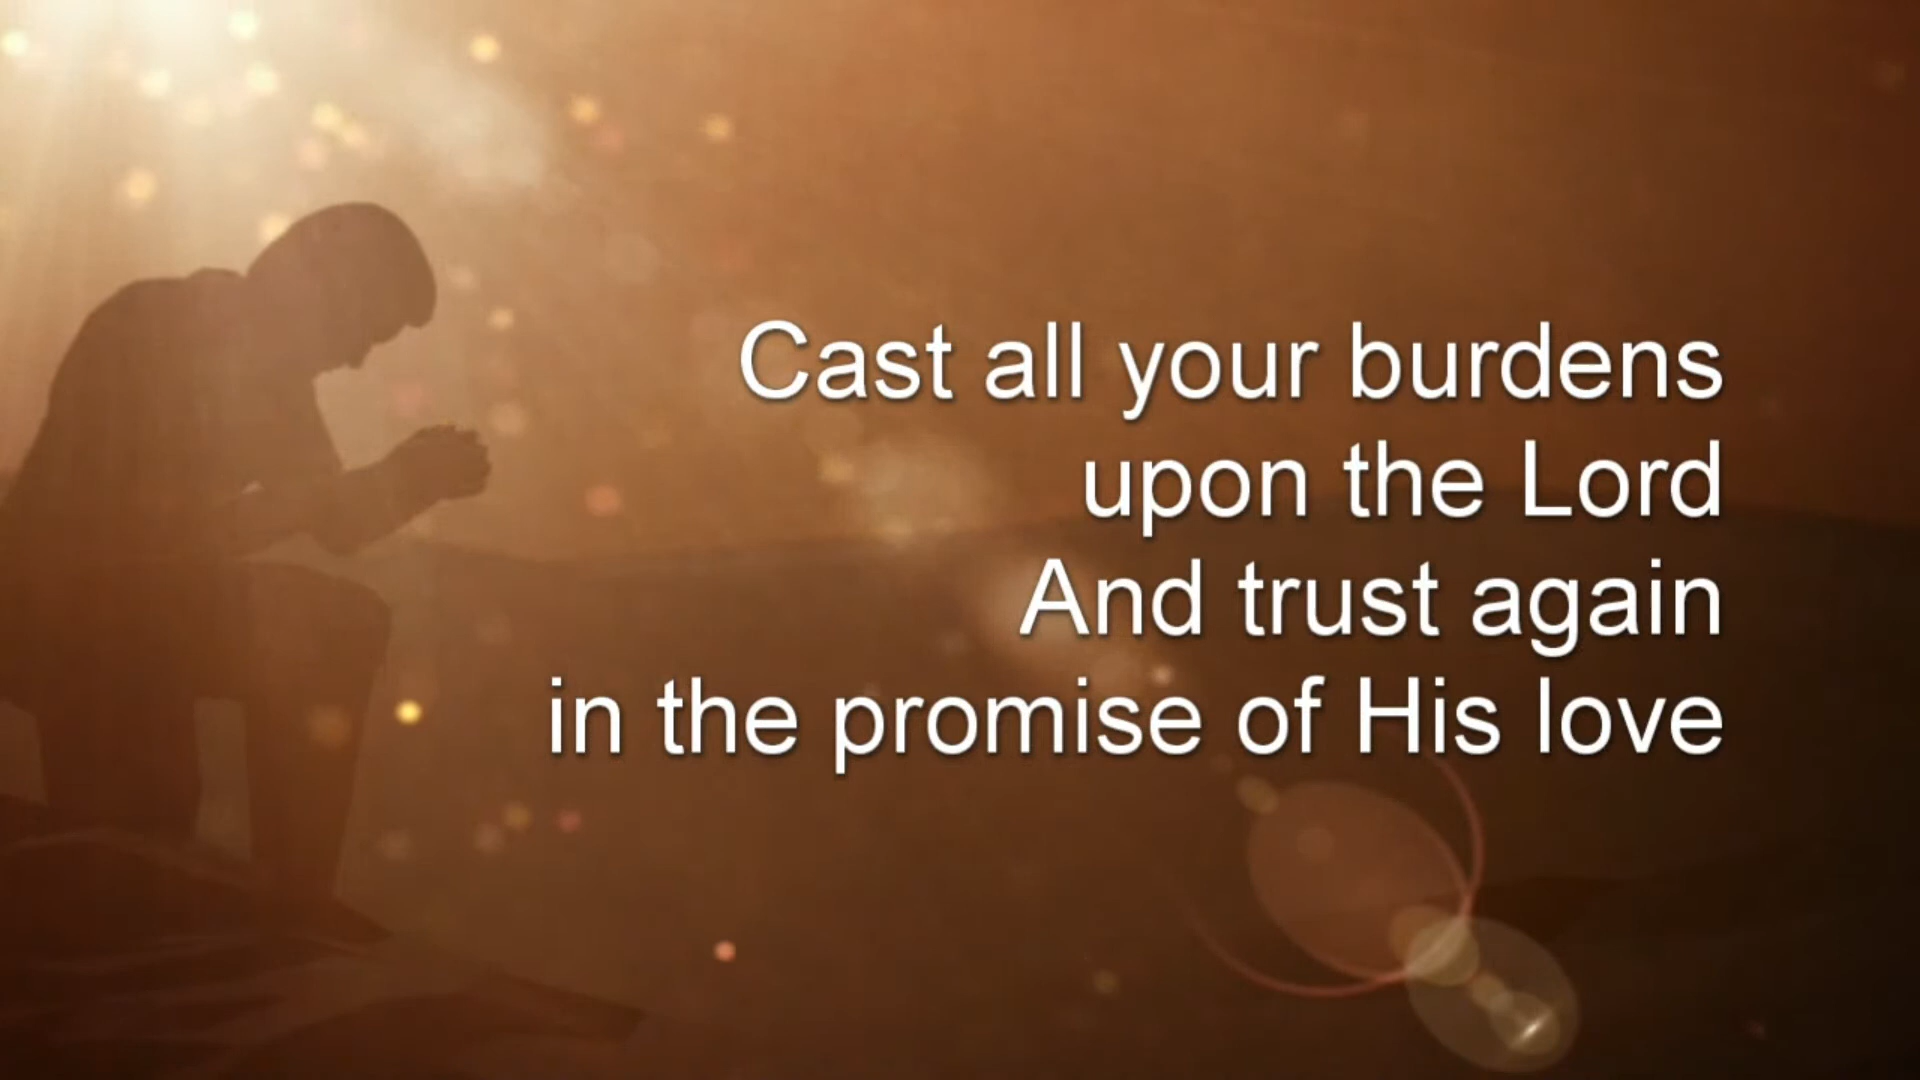 Cast all your burdens
upon the Lord
And trust again
in the promise of His love